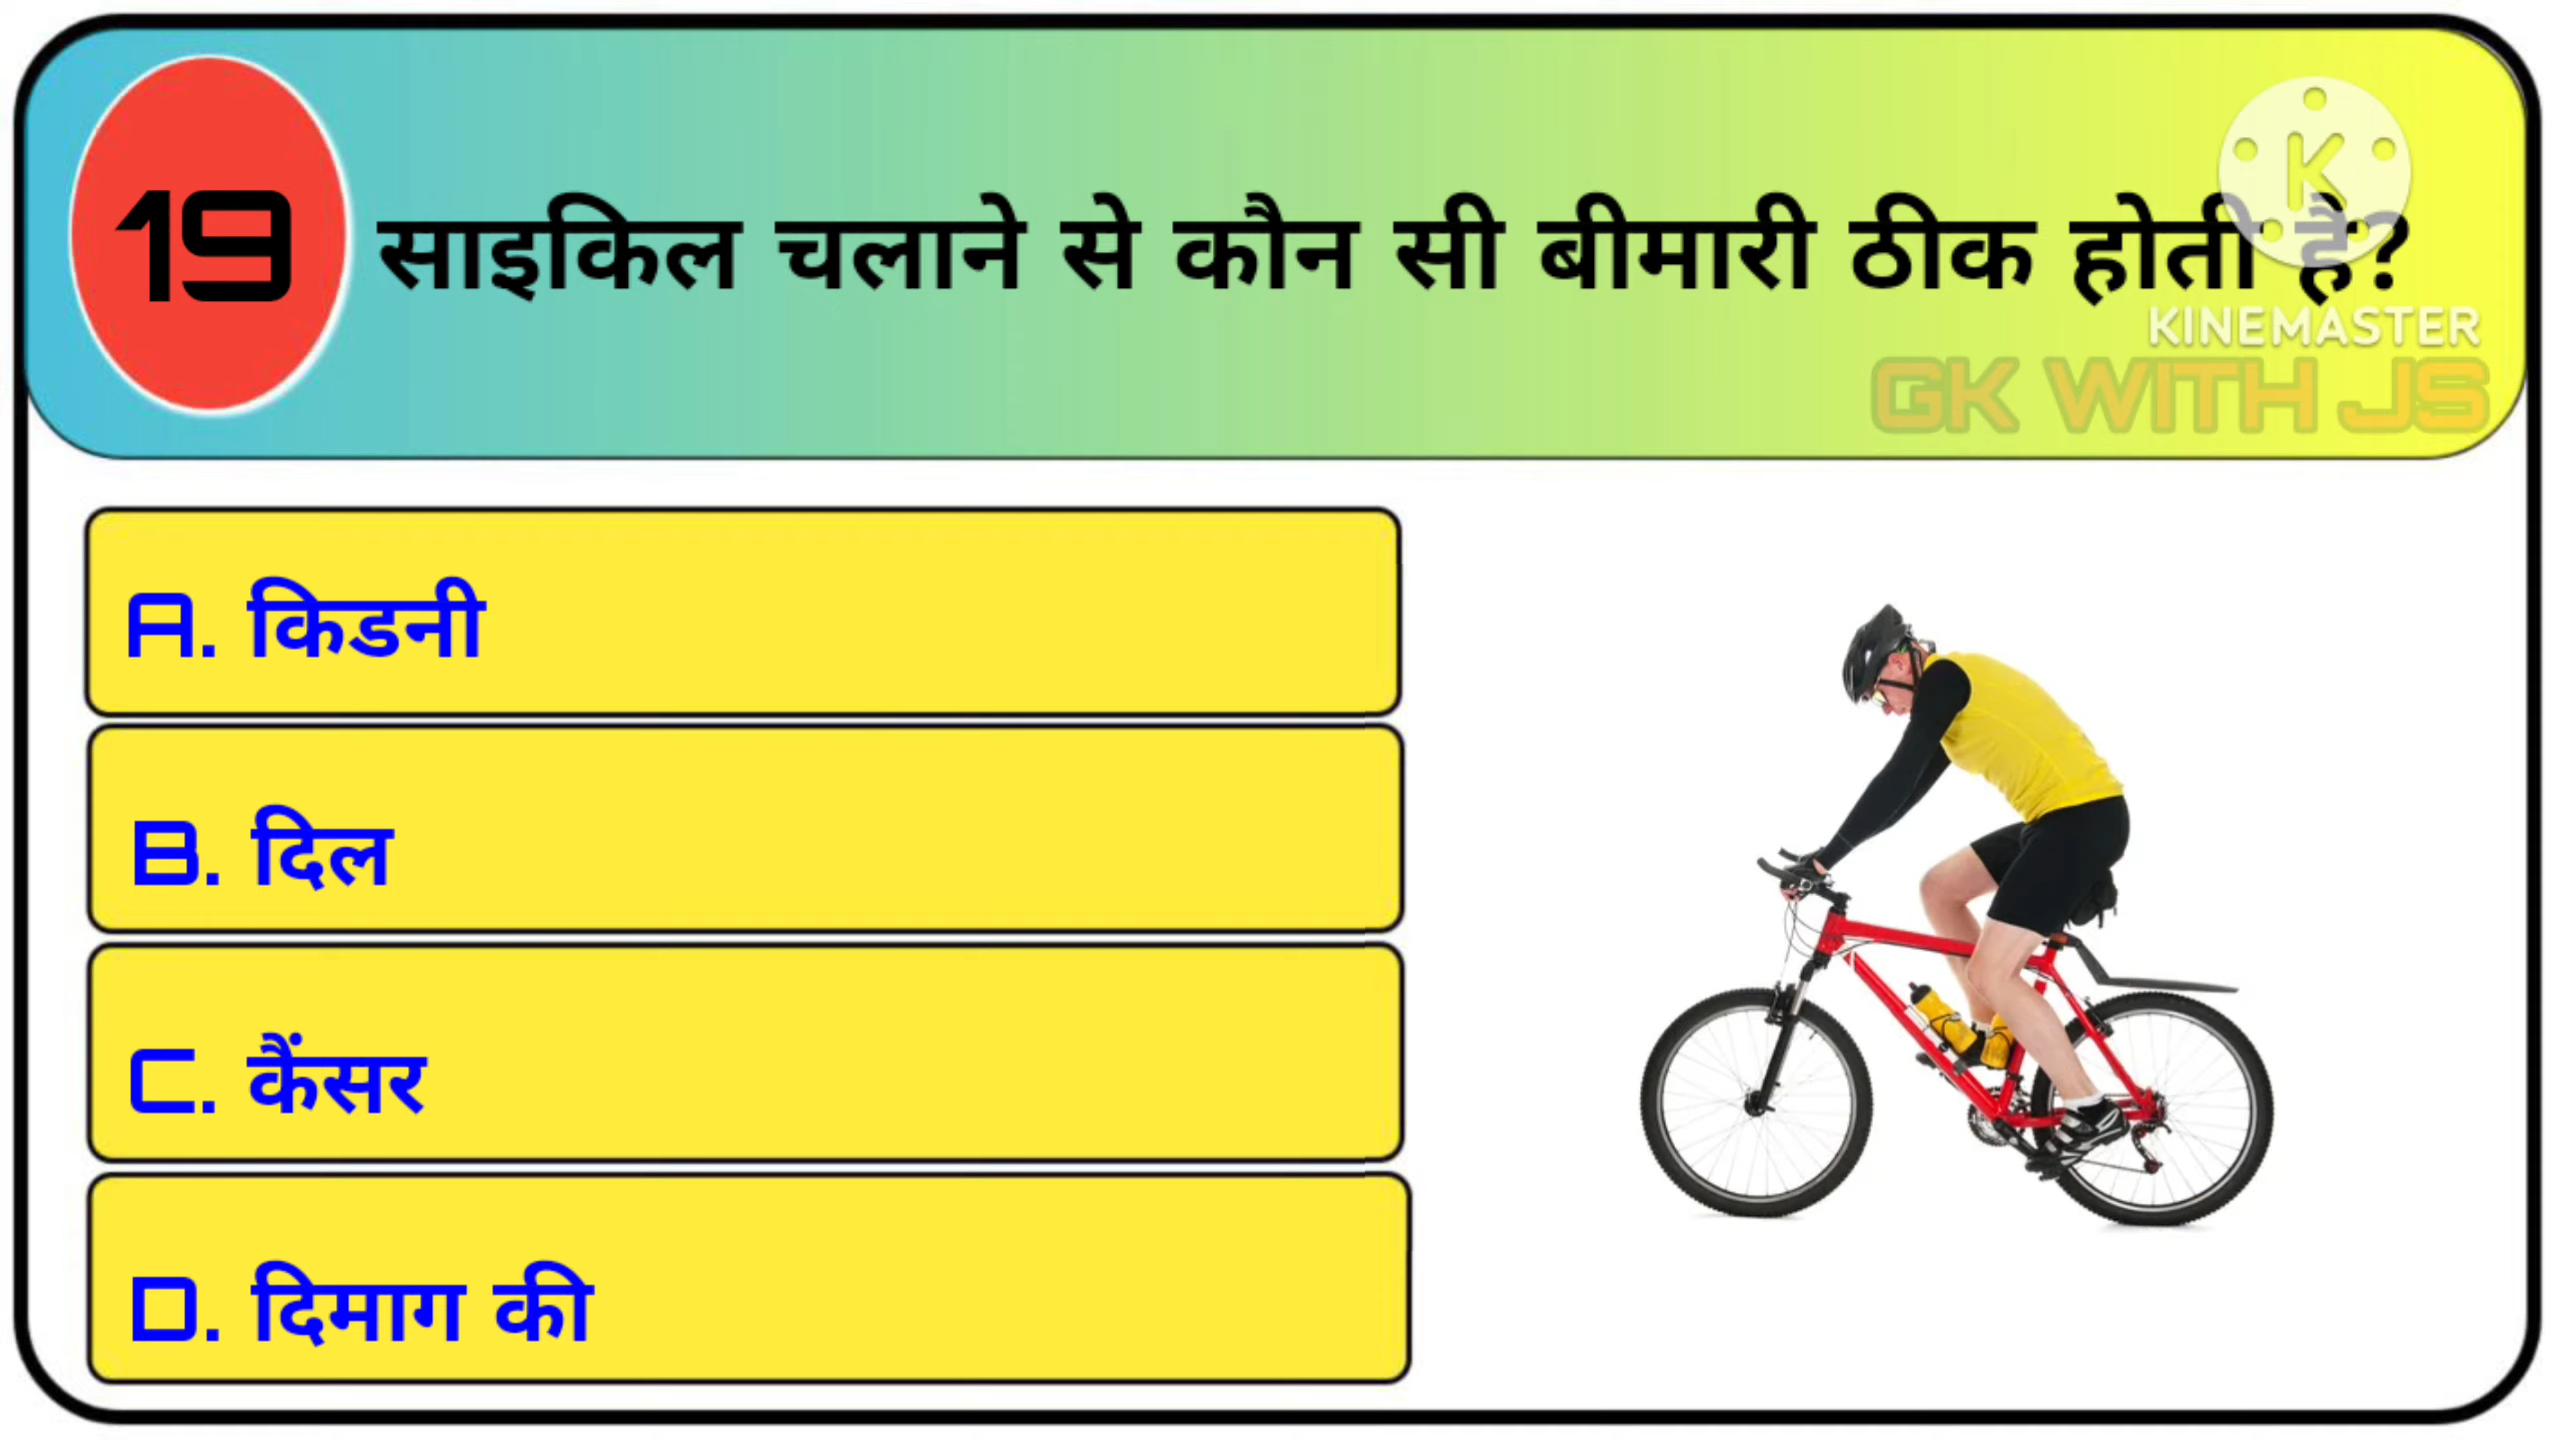 19
साइकिल चलाने से कौन सी बीमारी ठीक होती है?
KINEMASTER
GK WITH JS
A. किडनी
B. दिल
C. कैंसर
D. दिमाग की